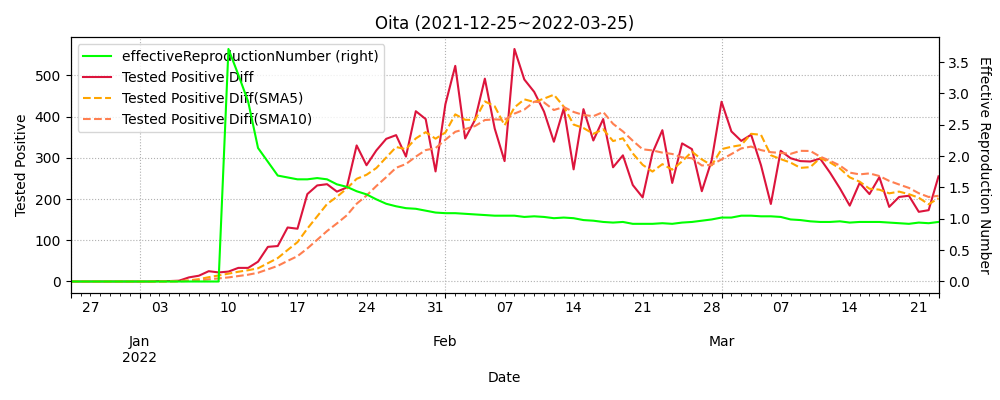 Oita (2021-12-25~2022-03-25)
effectiveReproductionNumber (right)
Tested Positive Diff
Tested Positive Diff(SMA5)
Tested Positive Diff(SMA10)
Tested Positive
500
400
300
200
100
0
3.5
3.0
2.5
2.0
1.5
1.0
0.5
0.0
Effective Reproduction Number
27 03 10 17 24 31 07 14 21 28 07 14 21
Jan Feb Mar
2022
Date